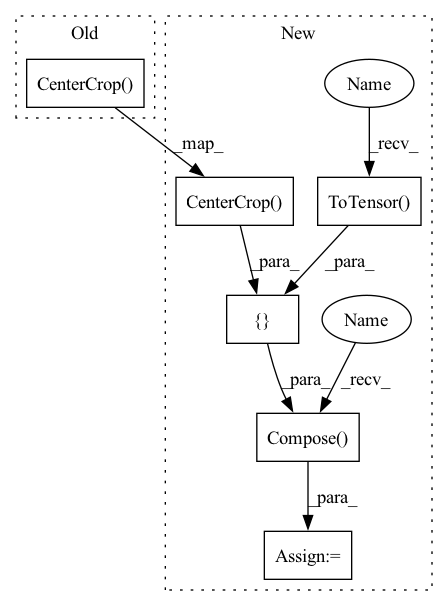 Old
New
CenterCrop()
Name
_map_
_recv_
CenterCrop()
ToTensor()
_para_
_para_
{}
Name
_para_
_recv_
Compose()
_para_
Assign:=